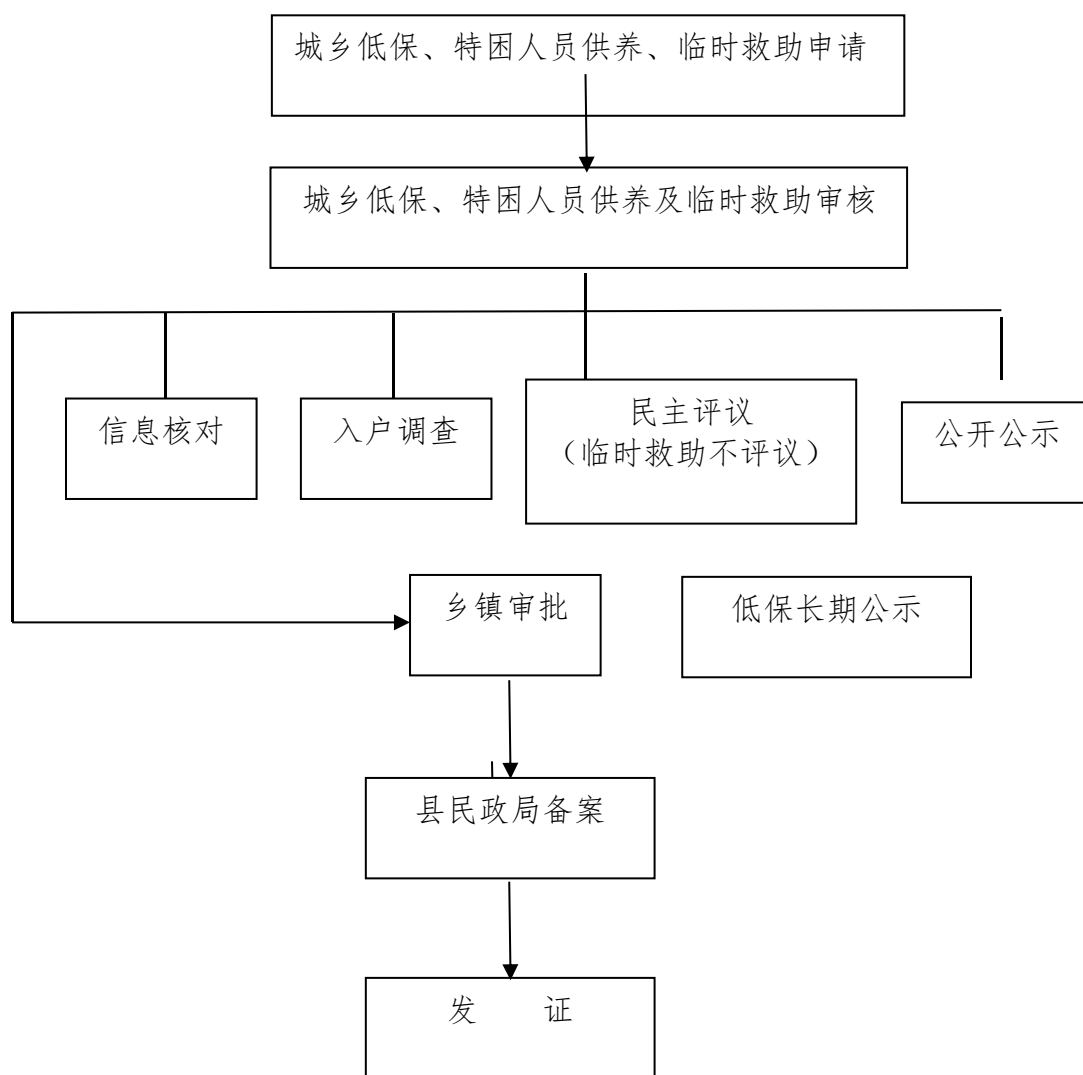 城乡低保、特困人员供养、临时救助申请
城乡低保、特困人员供养及临时救助审核
信息核对
入户调查
民主评议
（临时救助不评议）
公开公示
乡镇审批
低保长期公示
县民政局备案
发 证